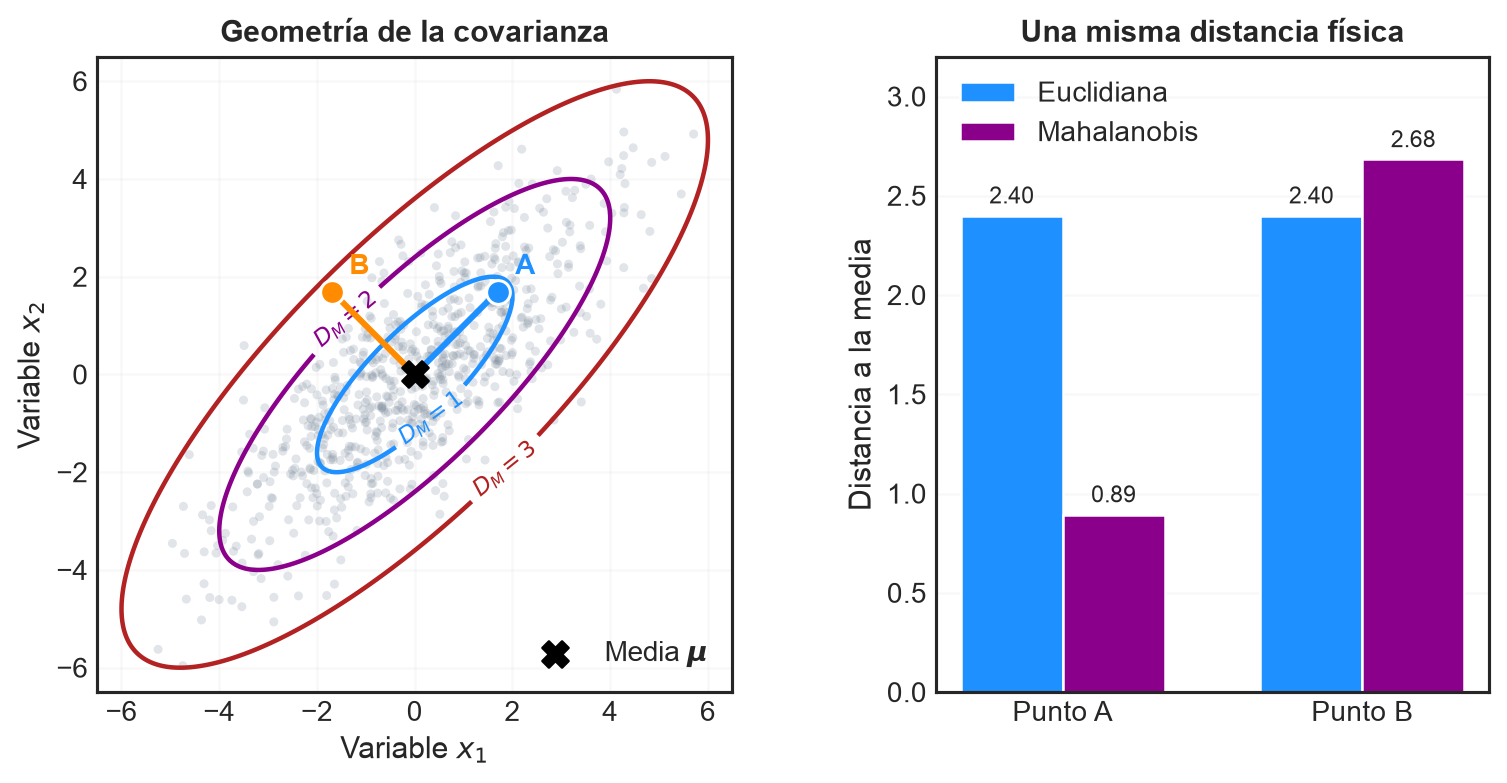 Geometría de la covarianza
6
4
2
0
−2
−4
−6
−6
−4
−2
0
2
4
6
Variable x₂
Variable x₁
B
A
D_M = 2
D_M = 1
D_M = 3
Media μ
Una misma distancia física
Euclidiana
Mahalanobis
3.0
2.5
2.0
1.5
1.0
0.5
0.0
Distancia a la media
2.40
0.89
2.40
2.68
Punto A
Punto B